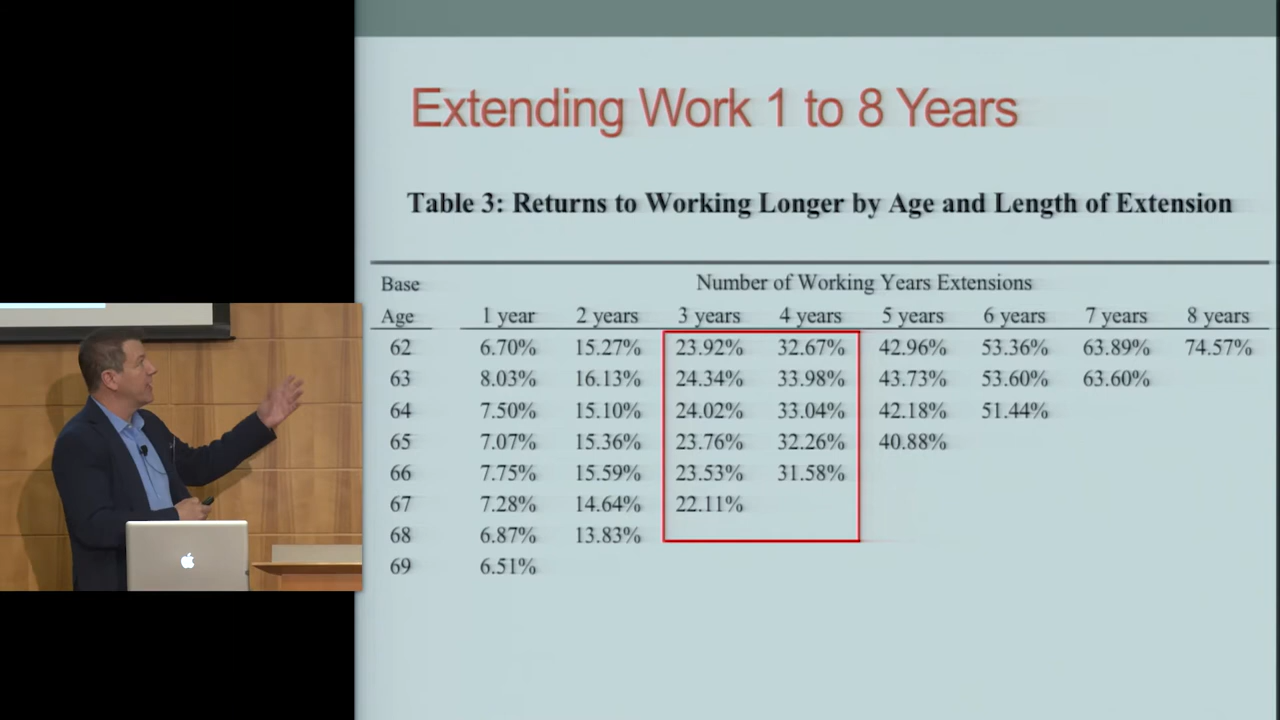 Extending Work 1 to 8 Years
Table 3: Returns to Working Longer by Age and Length of Extension
Base Number of Working Years Extensions
Age 1 year 2 years 3 years 4 years 5 years 6 years 7 years 8 years
62 6.70% 15.27% 23.92% 32.67% 42.96% 53.36% 63.89% 74.57%
63 8.03% 16.13% 24.34% 33.98% 43.73% 53.60% 63.60%
64 7.50% 15.10% 24.02% 33.04% 42.18% 51.44%
65 7.07% 15.36% 23.76% 32.26% 40.88%
66 7.75% 15.59% 23.53% 31.58%
67 7.28% 14.64% 22.11%
68 6.87% 13.83%
69 6.51%